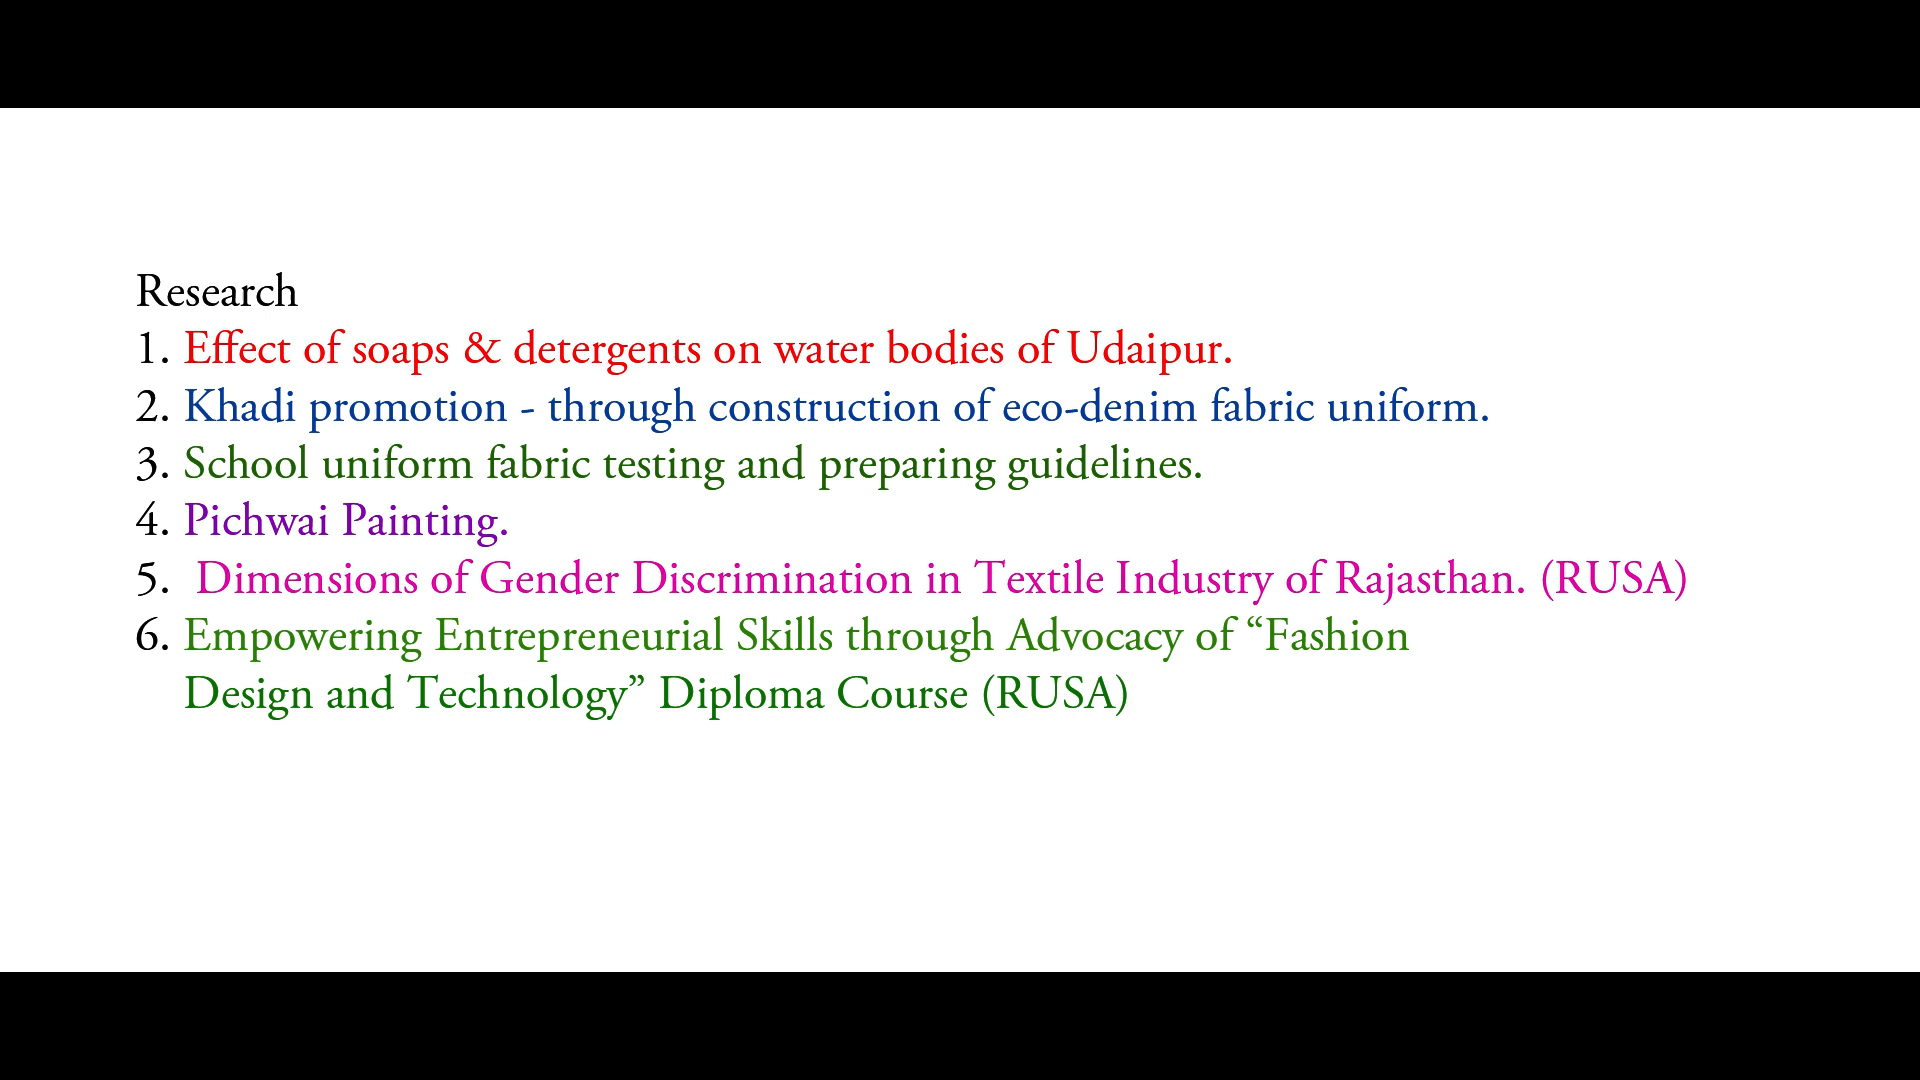 Research
1. Effect of soaps & detergents on water bodies of Udaipur.
2. Khadi promotion - through construction of eco-denim fabric uniform.
3. School uniform fabric testing and preparing guidelines.
4. Pichwai Painting.
5. Dimensions of Gender Discrimination in Textile Industry of Rajasthan. (RUSA)
6. Empowering Entrepreneurial Skills through Advocacy of “Fashion
Design and Technology” Diploma Course (RUSA)